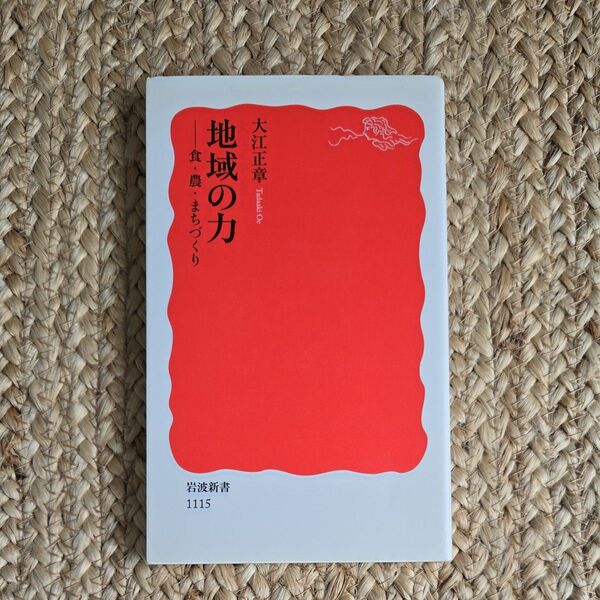 大江正章
Tadaaki Oe
地域の力
──食・農・まちづくり
岩波新書
1115